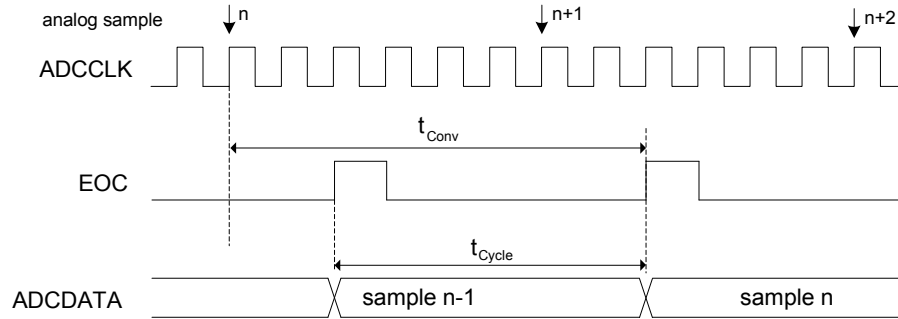 analog sample n n+1 n+2
ADCCLK
tConv
EOC
tCycle
ADCDATA sample n-1 sample n